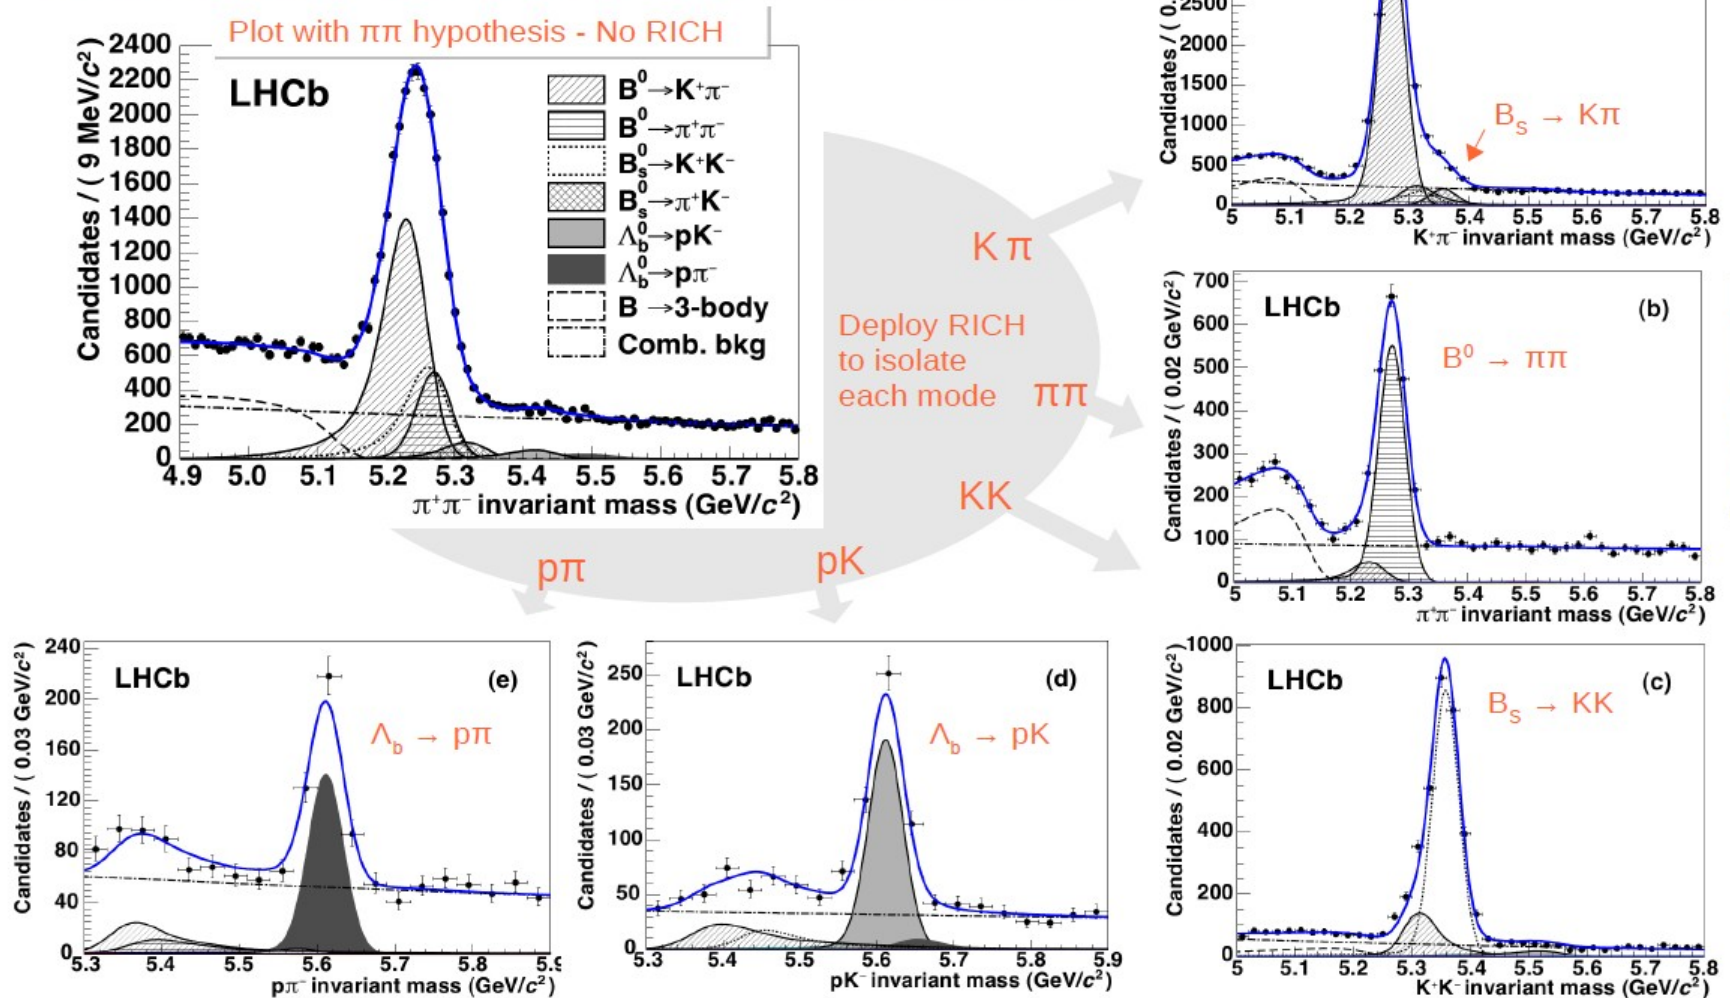 Plot with ππ hypothesis - No RICH
Candidates / ( 9 MeV/c²)
2400
2200
2000
1800
1600
1400
1200
1000
800
600
400
200
0
LHCb
B⁰→K⁺π⁻
B⁰→π⁺π⁻
B⁰ₛ→K⁺K⁻
B⁰ₛ→π⁺K⁻
Λ⁰b→pK⁻
Λ⁰b→pπ⁻
B →3-body
Comb. bkg
4.9 5.0 5.1 5.2 5.3 5.4 5.5 5.6 5.7 5.8
π⁺π⁻ invariant mass (GeV/c²)
Deploy RICH
to isolate
each mode
Kπ
ππ
KK
pK
pπ
Candidates / ( 0.
2500
2000
1500
1000
500
0
Bₛ → Kπ
5 5.1 5.2 5.3 5.4 5.5 5.6 5.7 5.8
K⁺π⁻ invariant mass (GeV/c²)
Candidates / ( 0.02 GeV/c²)
700
600
500
400
300
200
100
0
LHCb
(b)
B⁰ → ππ
5 5.1 5.2 5.3 5.4 5.5 5.6 5.7 5.8
π⁺π⁻ invariant mass (GeV/c²)
Candidates / ( 0.03 GeV/c²)
240
200
160
120
80
40
0
LHCb
(e)
Λb → pπ
5.3 5.4 5.5 5.6 5.7 5.8
pπ⁻ invariant mass (GeV/c²)
Candidates / ( 0.03 GeV/c²)
250
200
150
100
50
0
LHCb
(d)
Λb → pK
5.3 5.4 5.5 5.6 5.7 5.8 5.9
pK⁻ invariant mass (GeV/c²)
Candidates / ( 0.02 GeV/c²)
1000
800
600
400
200
0
LHCb
(c)
Bₛ → KK
5 5.1 5.2 5.3 5.4 5.5 5.6 5.7 5.8
K⁺K⁻ invariant mass (GeV/c²)